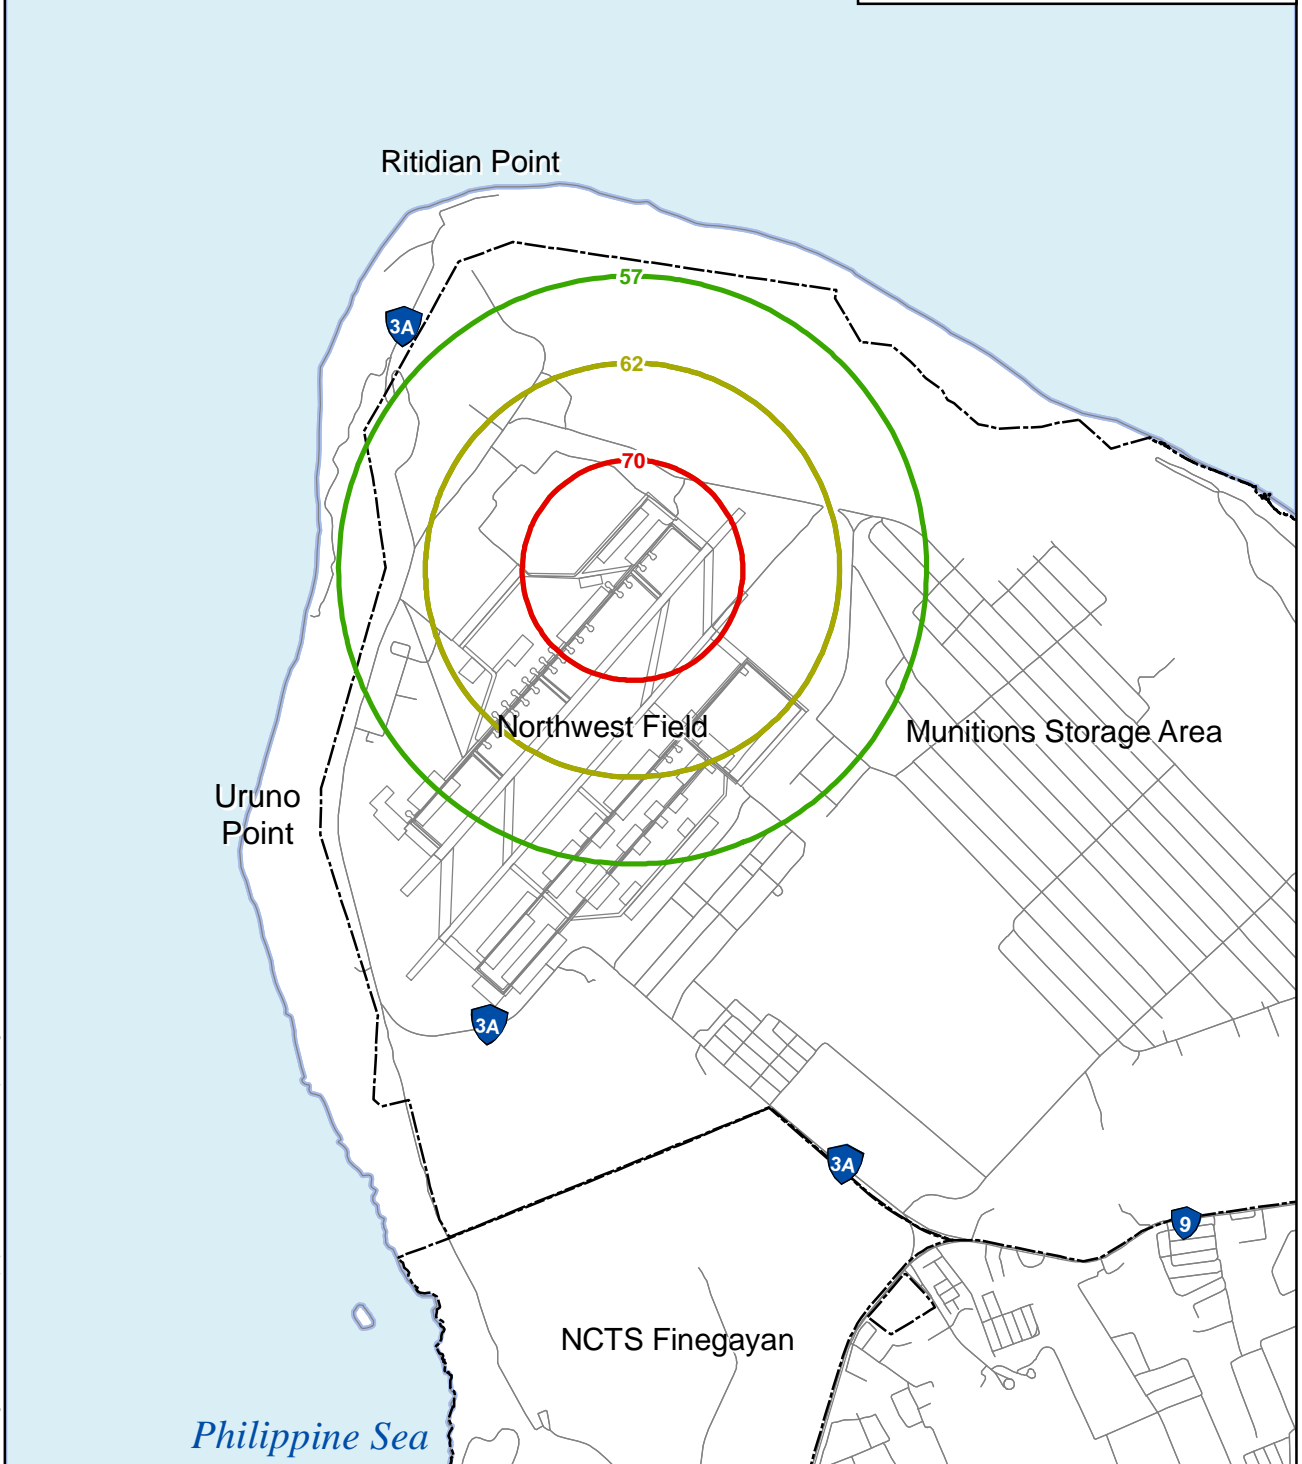 Ritidian Point
57
3A
62
70
Northwest Field
Munitions Storage Area
Uruno
Point
3A
3A
9
NCTS Finegayan
Philippine Sea